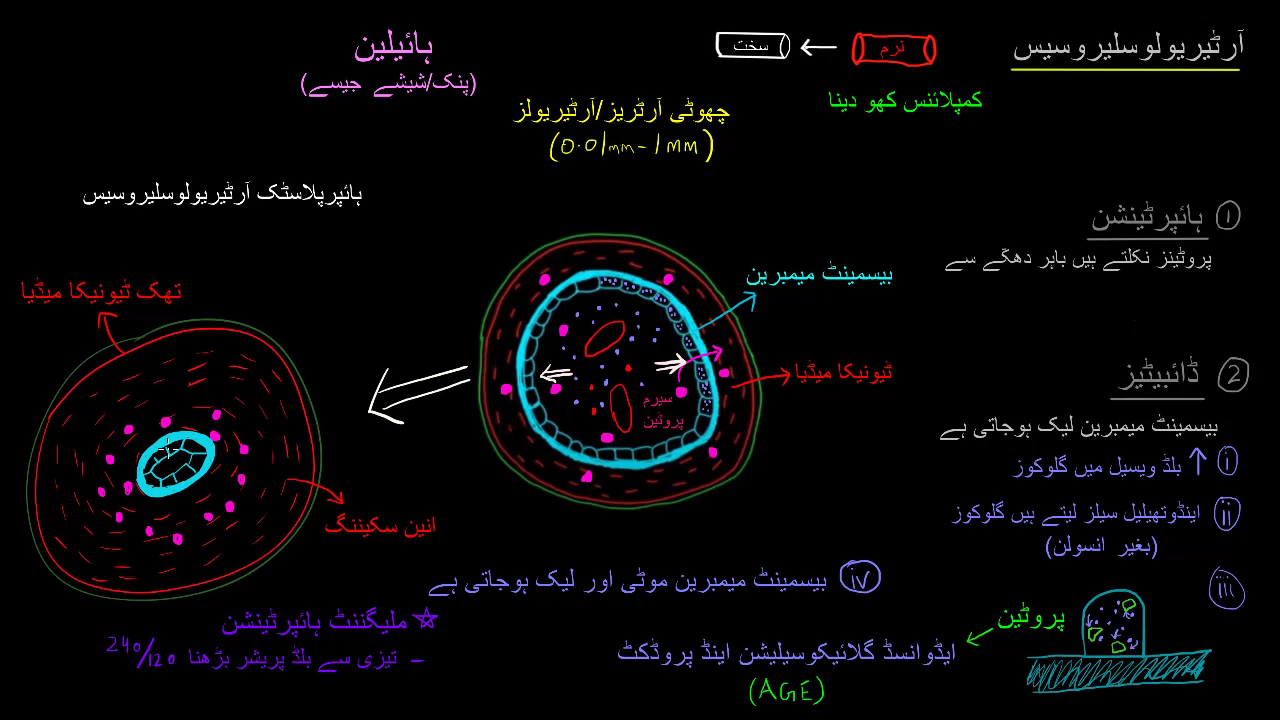 آرٹیریولوسلیروسیس
نرم
سخت
کمپلائنس کھو دینا
ہائیلین
(پنک/شیشے جیسے)
چھوٹی آرٹریز/آرٹیریولز
(0.01mm-1mm)
ہائپرپلاسٹک آرٹیریولوسلیروسیس
1 ہائپرٹینشن
پروٹینز نکلتے ہیں باہر دھکّے سے
بیسمینٹ میمبرین
ٹیونیکا میڈیا
سیرم
پروٹین
تھک ٹیونیکا میڈیا
انین سکیننگ
2 ڈائبیٹیز
بیسمینٹ میمبرین لیک ہوجاتی ہے
i ↑ بلڈ ویسیل میں گلوکوز
ii اینڈوتھیلیل سیلز لیتے ہیں گلوکوز
(بغیر انسولن)
iii
پروٹین
iv بیسمینٹ میمبرین موٹی اور لیک ہوجاتی ہے
ایڈوانسڈ گلائیکوسیلیشن اینڈ پروڈکٹ
(AGE)
☆ ملیگننٹ ہائپرٹینشن
– تیزی سے بلڈ پریشر بڑھنا 240/120